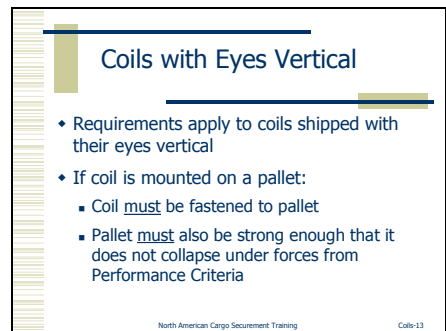 Coils with Eyes Vertical
◆ Requirements apply to coils shipped with
their eyes vertical
◆ If coil is mounted on a pallet:
■ Coil must be fastened to pallet
■ Pallet must also be strong enough that it
does not collapse under forces from
Performance Criteria
North American Cargo Securement Training Coils-13